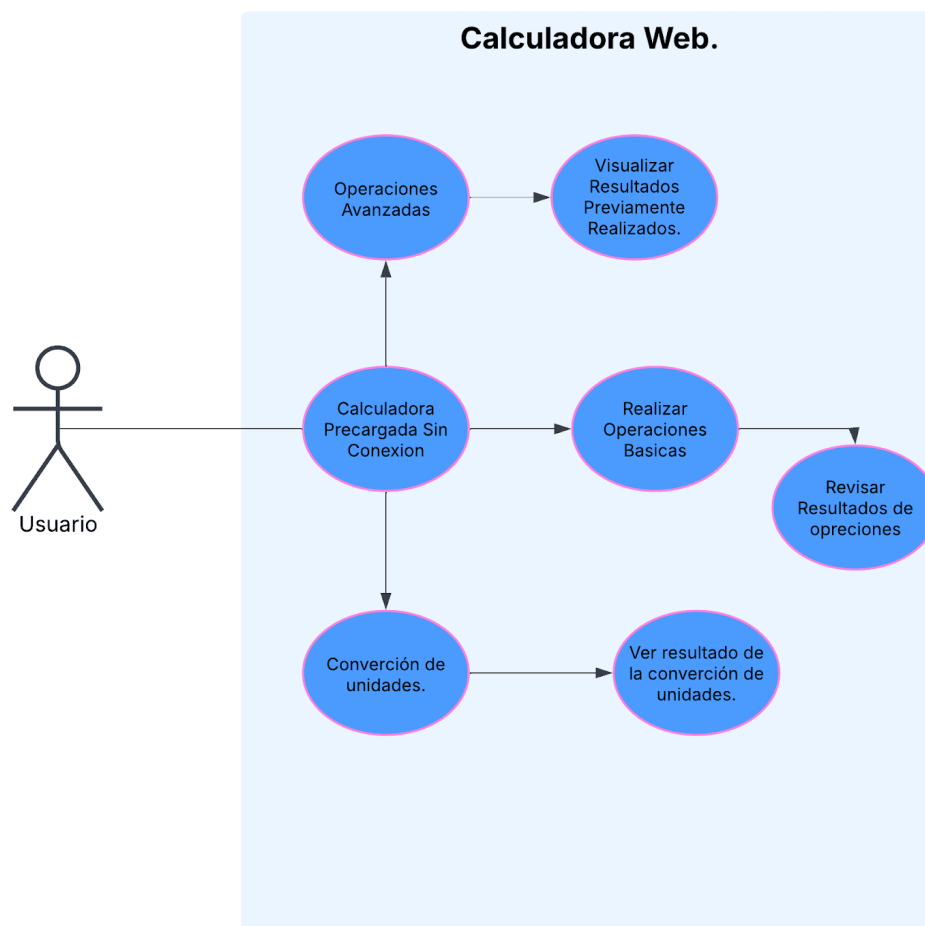 Calculadora Web.
Operaciones
Avanzadas
Visualizar
Resultados
Previamente
Realizados.
Calculadora
Precargada Sin
Conexion
Realizar
Operaciones
Basicas
Revisar
Resultados de
opreciones
Usuario
Converción de
unidades.
Ver resultado de
la converción de
unidades.